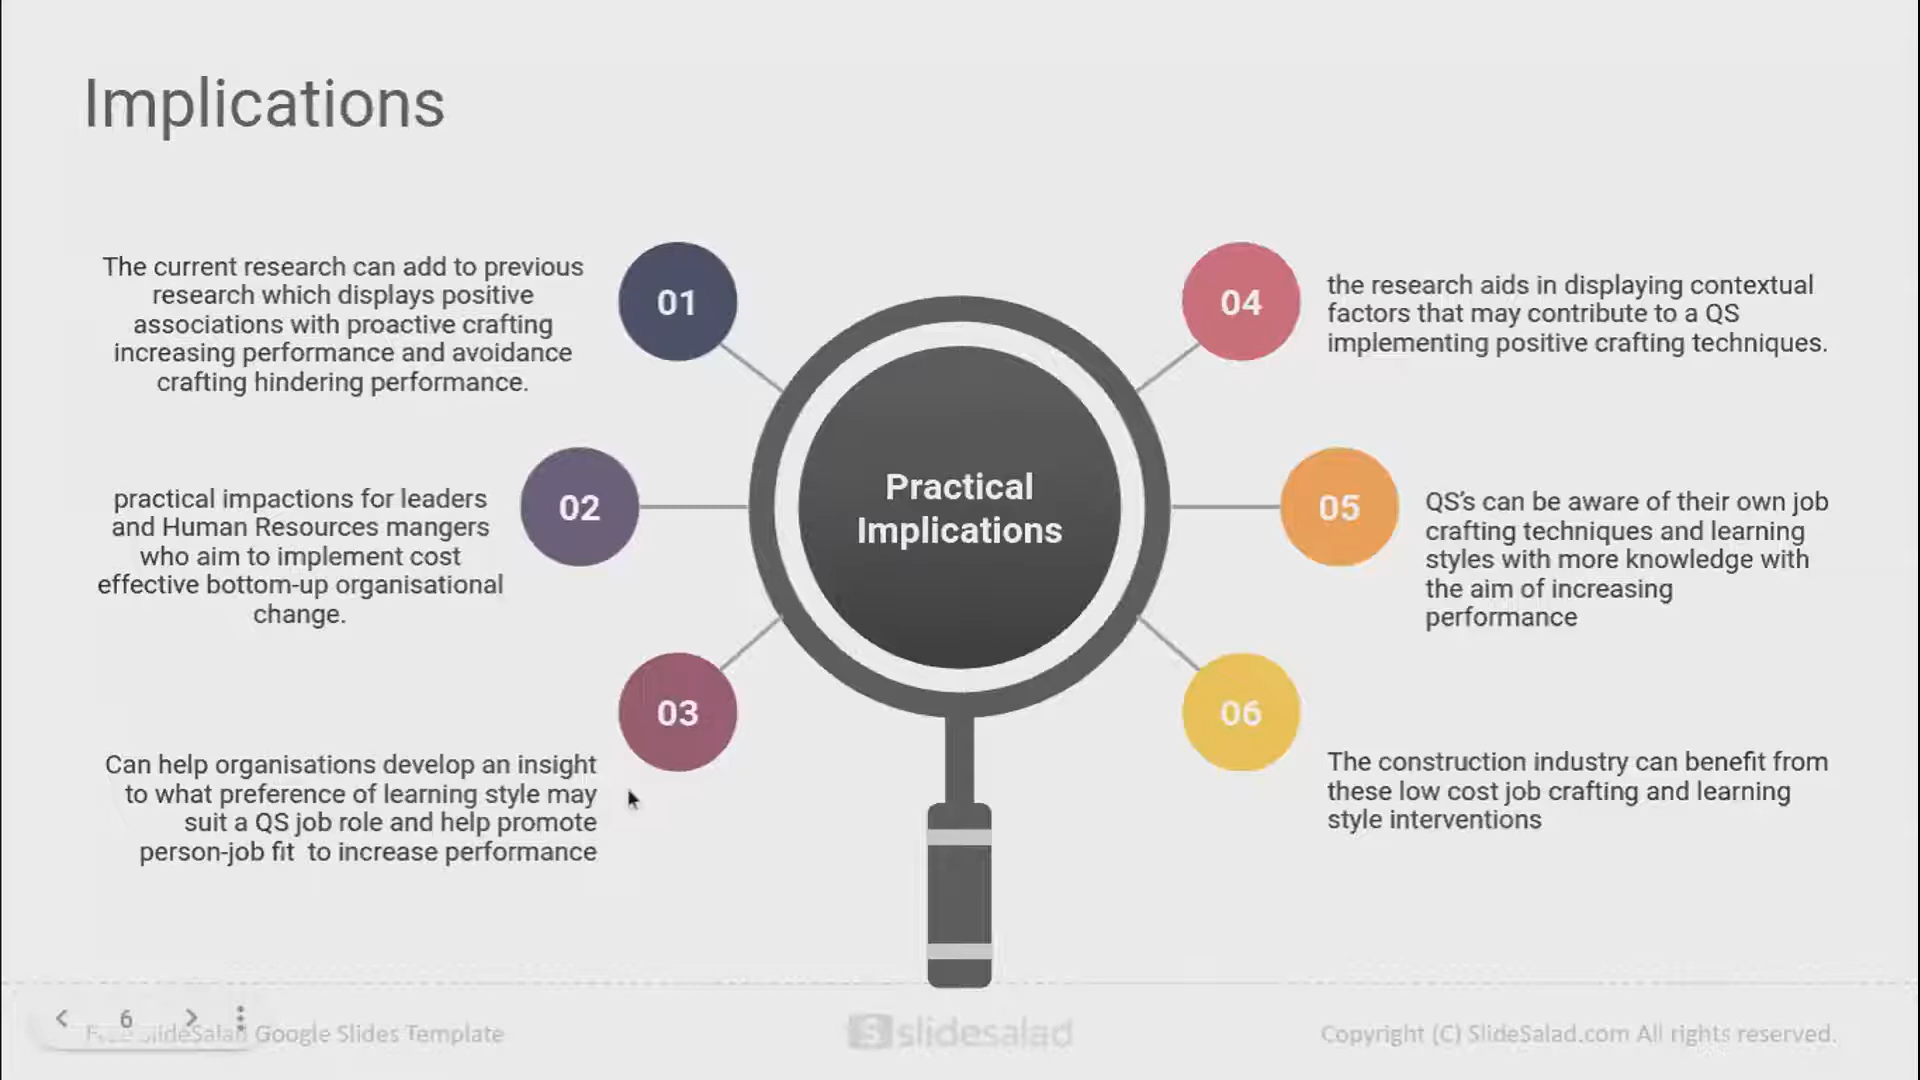 Implications
01
The current research can add to previous
research which displays positive
associations with proactive crafting
increasing performance and avoidance
crafting hindering performance.
02
practical impactions for leaders
and Human Resources mangers
who aim to implement cost
effective bottom-up organisational
change.
03
Can help organisations develop an insight
to what preference of learning style may
suit a QS job role and help promote
person-job fit to increase performance
Practical
Implications
04
the research aids in displaying contextual
factors that may contribute to a QS
implementing positive crafting techniques.
05
QS's can be aware of their own job
crafting techniques and learning
styles with more knowledge with
the aim of increasing
performance
06
The construction industry can benefit from
these low cost job crafting and learning
style interventions
6
Free SlideSalad Google Slides Template
slidesalad
Copyright (C) SlideSalad.com All rights reserved.